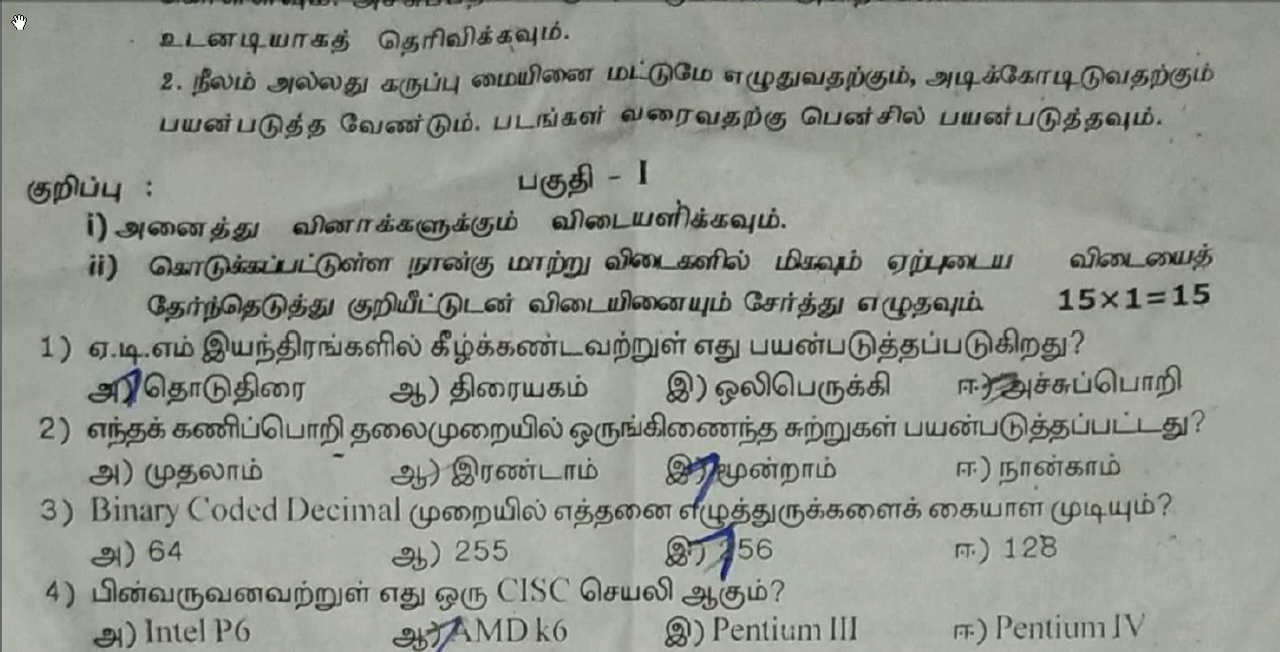 உடனடியாகத் தெரிவிக்கவும்.
2. நீலம் அல்லது கருப்பு மையினை மட்டுமே எழுதுவதற்கும், அடிக்கோடிடுவதற்கும்
பயன்படுத்த வேண்டும். படங்கள் வரைவதற்கு பென்சில் பயன்படுத்தவும்.
குறிப்பு : பகுதி - I
i) அனைத்து வினாக்களுக்கும் விடையளிக்கவும்.
ii) கொடுக்கப்பட்டுள்ள நான்கு மாற்று விடைகளில் மிகவும் ஏற்புடைய விடையைத்
தேர்ந்தெடுத்து குறியீட்டுடன் விடையினையும் சேர்த்து எழுதவும் 15×1=15
1) ஏ.டி.எம் இயந்திரங்களில் கீழ்க்கண்டவற்றுள் எது பயன்படுத்தப்படுகிறது?
அ) தொடுதிரை ஆ) திரையகம் இ) ஒலிபெருக்கி ஈ) அச்சுப்பொறி
2) எந்தக் கணிப்பொறி தலைமுறையில் ஒருங்கிணைந்த சுற்றுகள் பயன்படுத்தப்பட்டது?
அ) முதலாம் ஆ) இரண்டாம் இ) மூன்றாம் ஈ) நான்காம்
3) Binary Coded Decimal முறையில் எத்தனை எழுத்துருக்களைக் கையாள முடியும்?
அ) 64 ஆ) 255 இ) 256 ஈ) 128
4) பின்வருவனவற்றுள் எது ஒரு CISC செயலி ஆகும்?
அ) Intel P6 ஆ) AMD k6 இ) Pentium III ஈ) Pentium IV